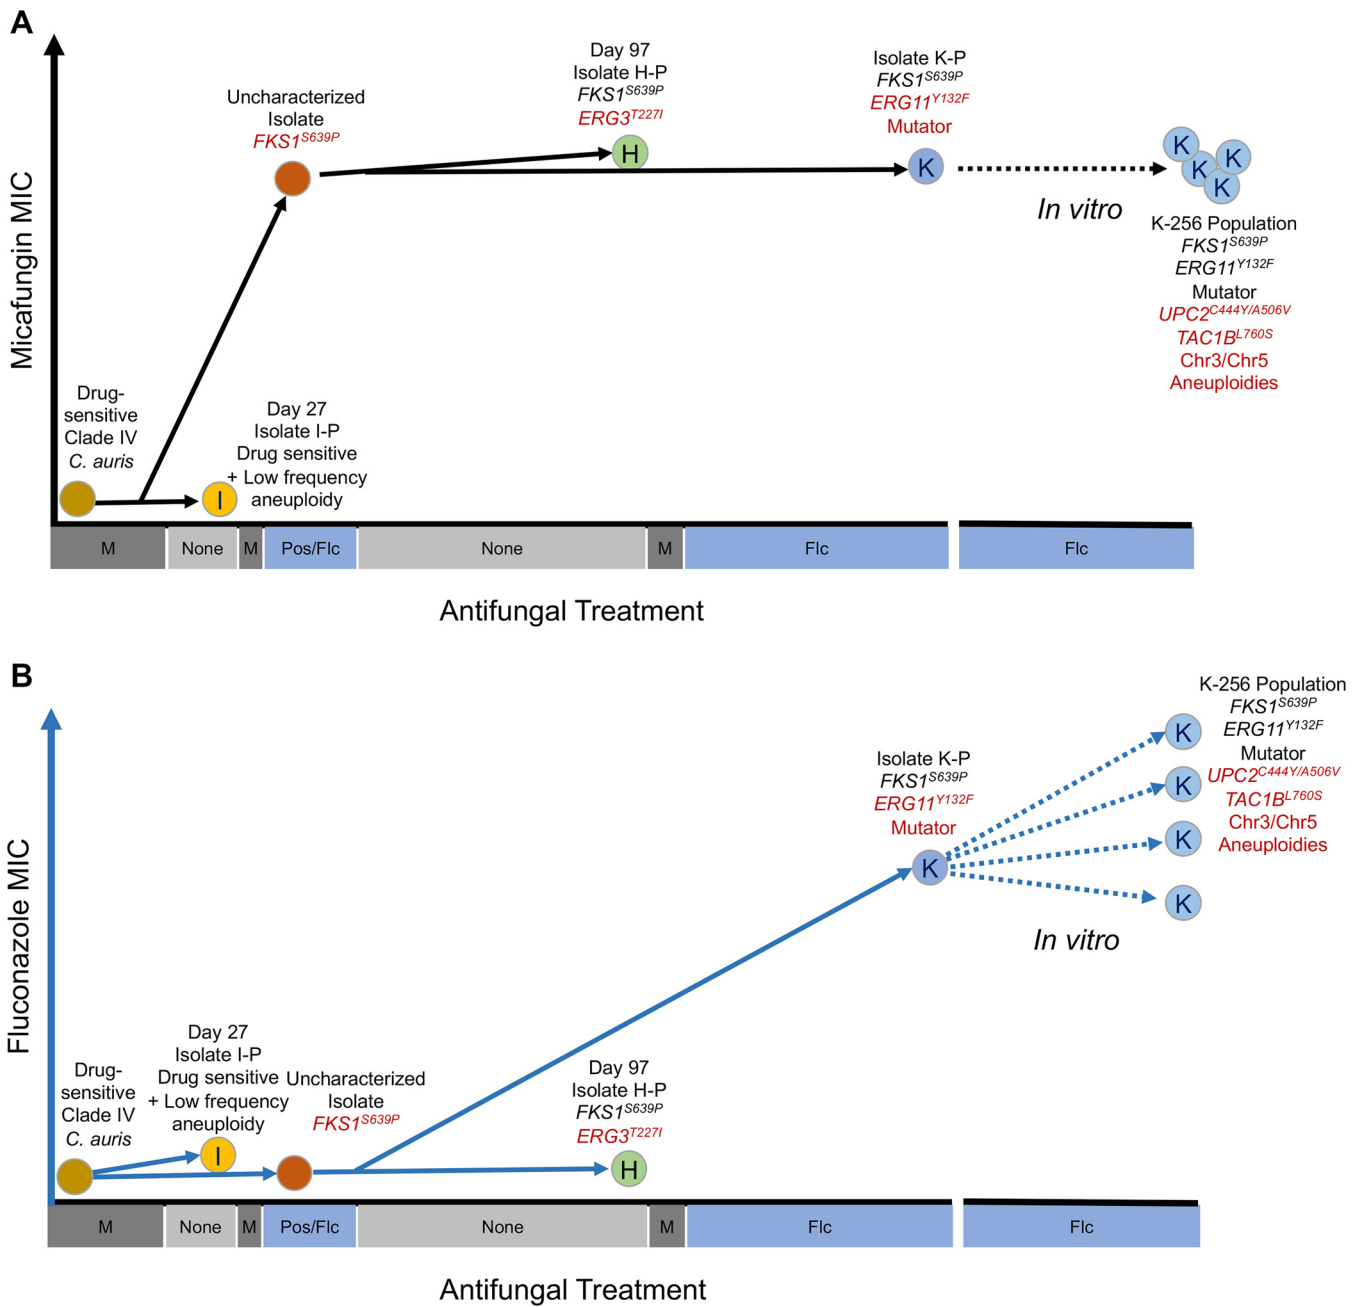 A
Micafungin MIC
Drug-
sensitive
Clade IV
C. auris
I
Day 27
Isolate I-P
Drug sensitive
+ Low frequency
aneuploidy
Uncharacterized
Isolate
FKS1S639P
Day 97
Isolate H-P
FKS1S639P
ERG3T227I
H
Isolate K-P
FKS1S639P
ERG11Y132F
Mutator
K
In vitro
K
K
K
K
K-256 Population
FKS1S639P
ERG11Y132F
Mutator
UPC2C444Y/A506V
TAC1BL760S
Chr3/Chr5
Aneuploidies
M None M Pos/Flc None M Flc Flc
Antifungal Treatment
B
Fluconazole MIC
Drug-
sensitive
Clade IV
C. auris
Day 27
Isolate I-P
Drug sensitive
+ Low frequency
aneuploidy
I
Uncharacterized
Isolate
FKS1S639P
Day 97
Isolate H-P
FKS1S639P
ERG3T227I
H
Isolate K-P
FKS1S639P
ERG11Y132F
Mutator
K
In vitro
K
K
K
K
K-256 Population
FKS1S639P
ERG11Y132F
Mutator
UPC2C444Y/A506V
TAC1BL760S
Chr3/Chr5
Aneuploidies
M None M Pos/Flc None M Flc Flc
Antifungal Treatment